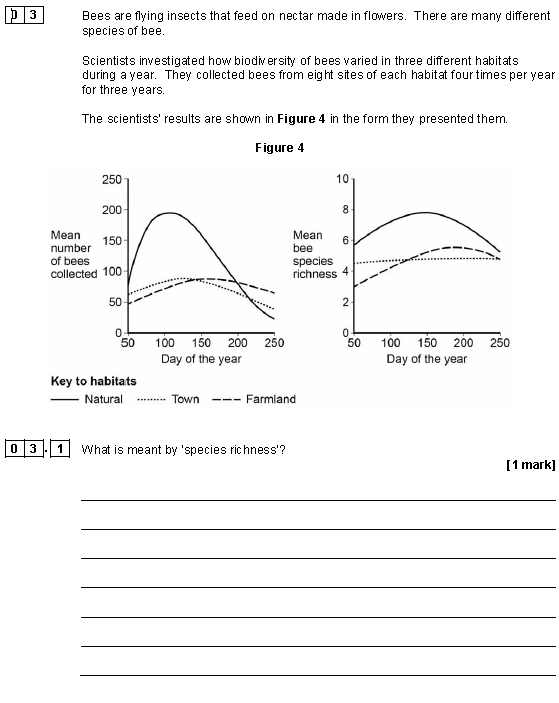 0 3
Bees are flying insects that feed on nectar made in flowers. There are many different
species of bee.
Scientists investigated how biodiversity of bees varied in three different habitats
during a year. They collected bees from eight sites of each habitat four times per year
for three years.
The scientists' results are shown in Figure 4 in the form they presented them.
Figure 4
250
200
150
100
50
0
Mean
number
of bees
collected
50 100 150 200 250
Day of the year
10
8
6
4
2
0
Mean
bee
species
richness
50 100 150 200 250
Day of the year
Key to habitats
Natural Town Farmland
0 3 . 1 What is meant by 'species richness'?
[1 mark]